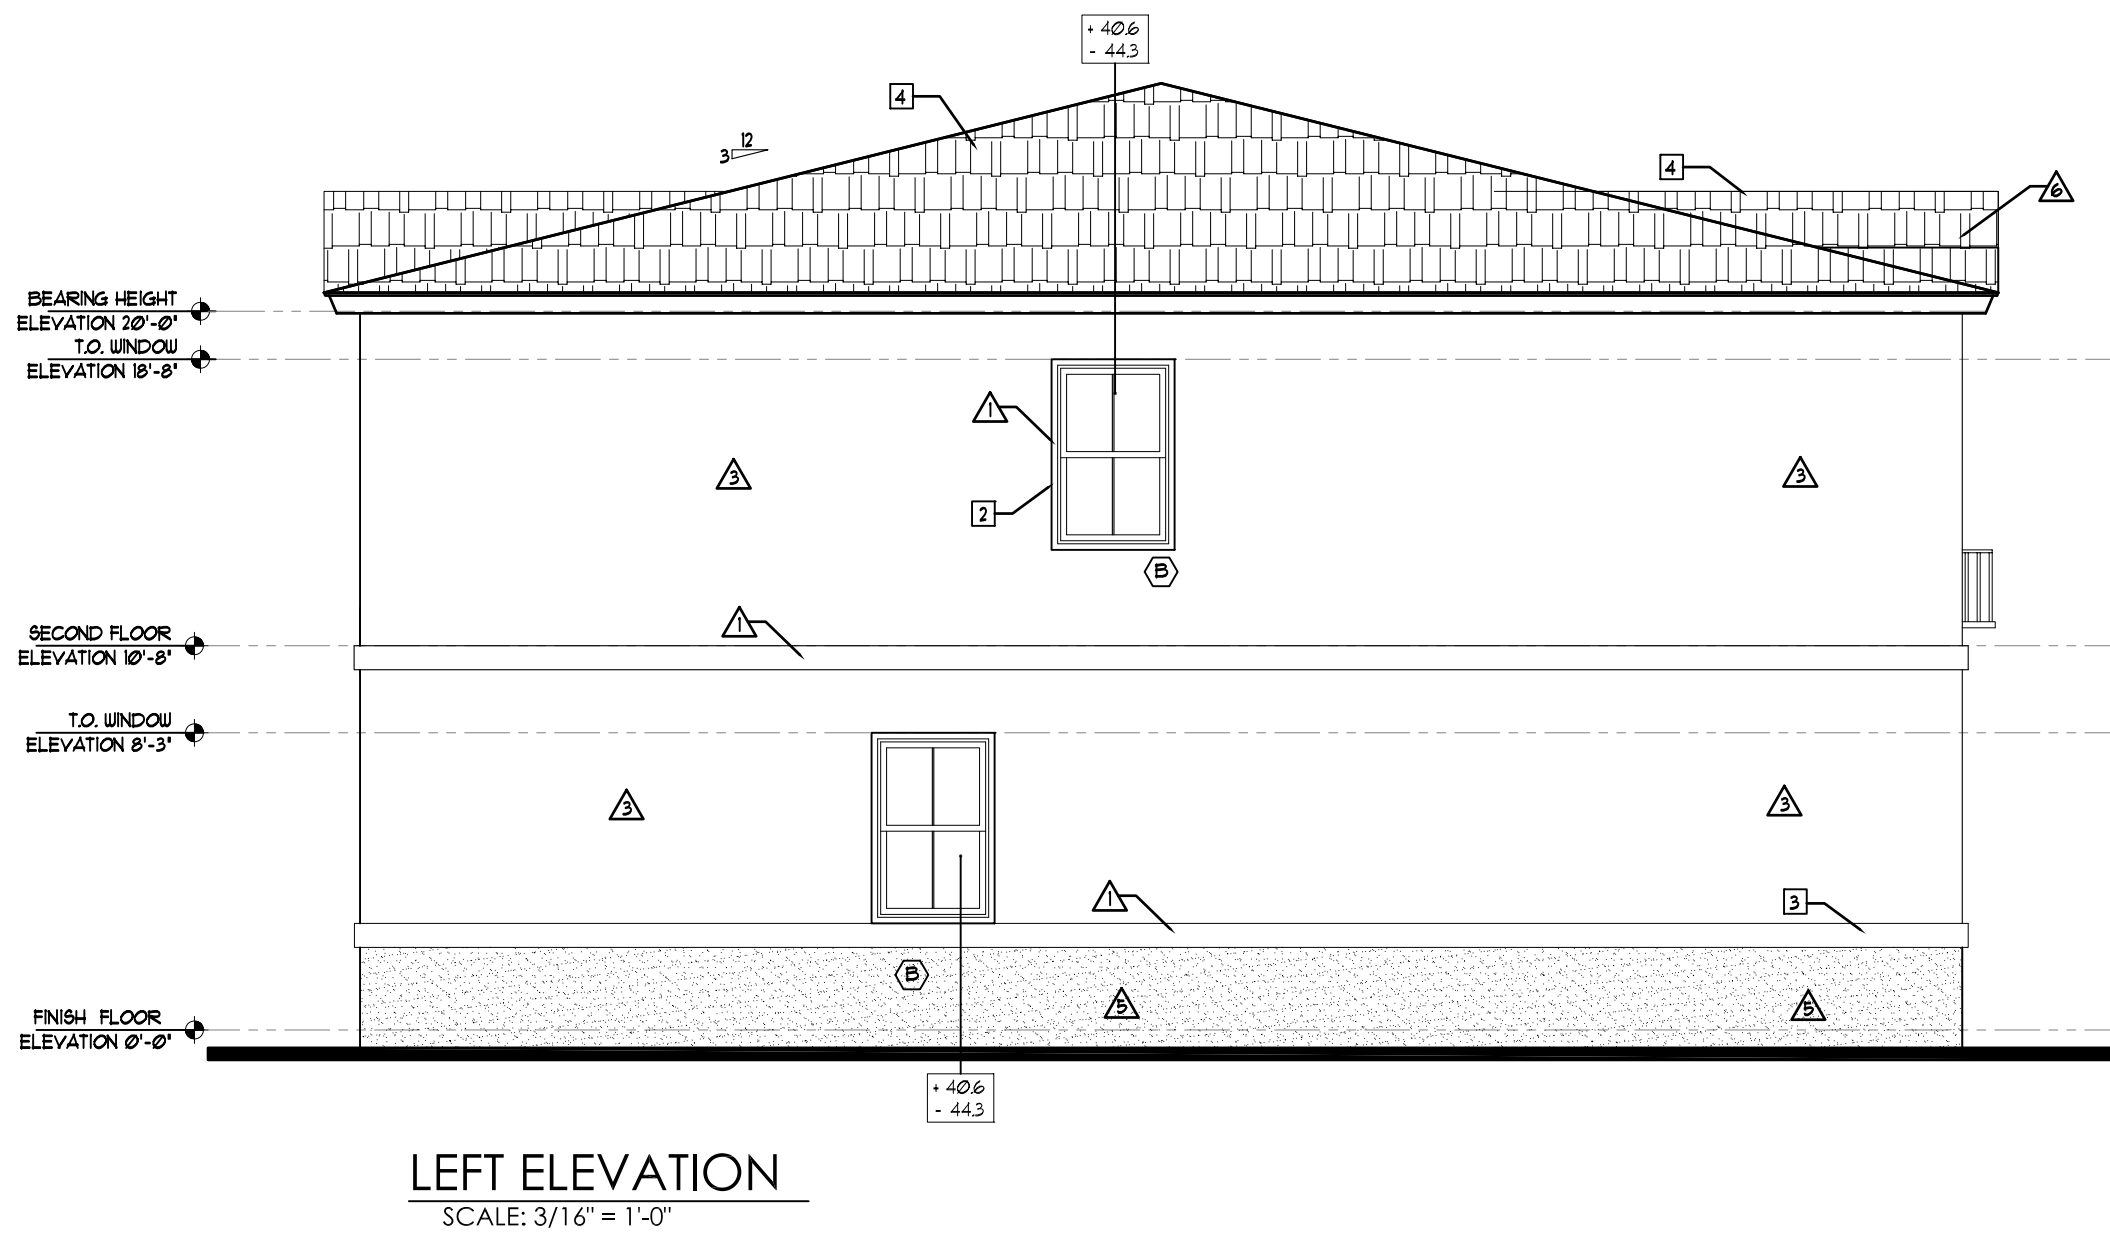 + 40.6
- 44.3
4
12
3
4
6
BEARING HEIGHT
ELEVATION 20'-0"
T.O. WINDOW
ELEVATION 18'-8"
1
3
3
2
B
1
SECOND FLOOR
ELEVATION 10'-8"
T.O. WINDOW
ELEVATION 8'-3"
3
3
1
3
B
5
5
FINISH FLOOR
ELEVATION 0'-0"
+ 40.6
- 44.3
LEFT ELEVATION
SCALE: 3/16" = 1'-0"